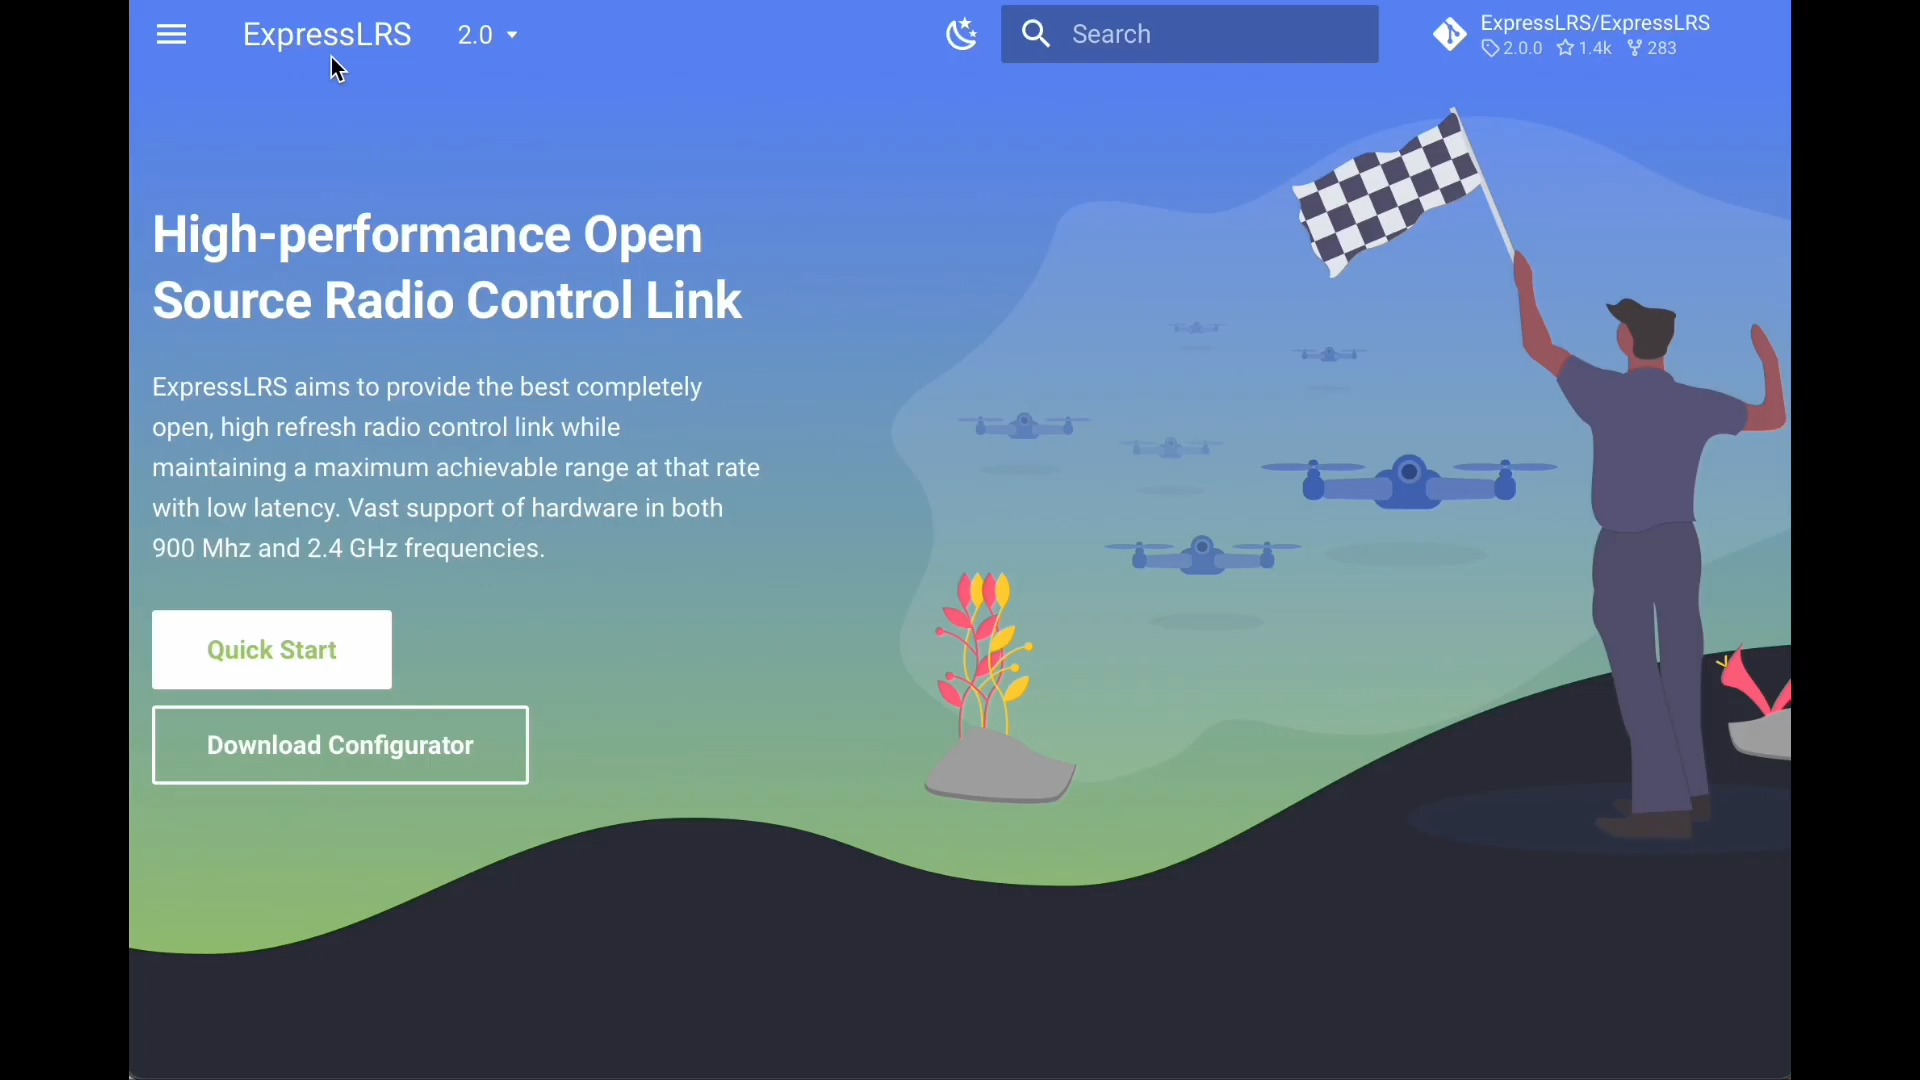 ExpressLRS
2.0
Search
ExpressLRS/ExpressLRS
2.0.0 1.4k 283
High-performance Open
Source Radio Control Link
ExpressLRS aims to provide the best completely
open, high refresh radio control link while
maintaining a maximum achievable range at that rate
with low latency. Vast support of hardware in both
900 Mhz and 2.4 GHz frequencies.
Quick Start
Download Configurator